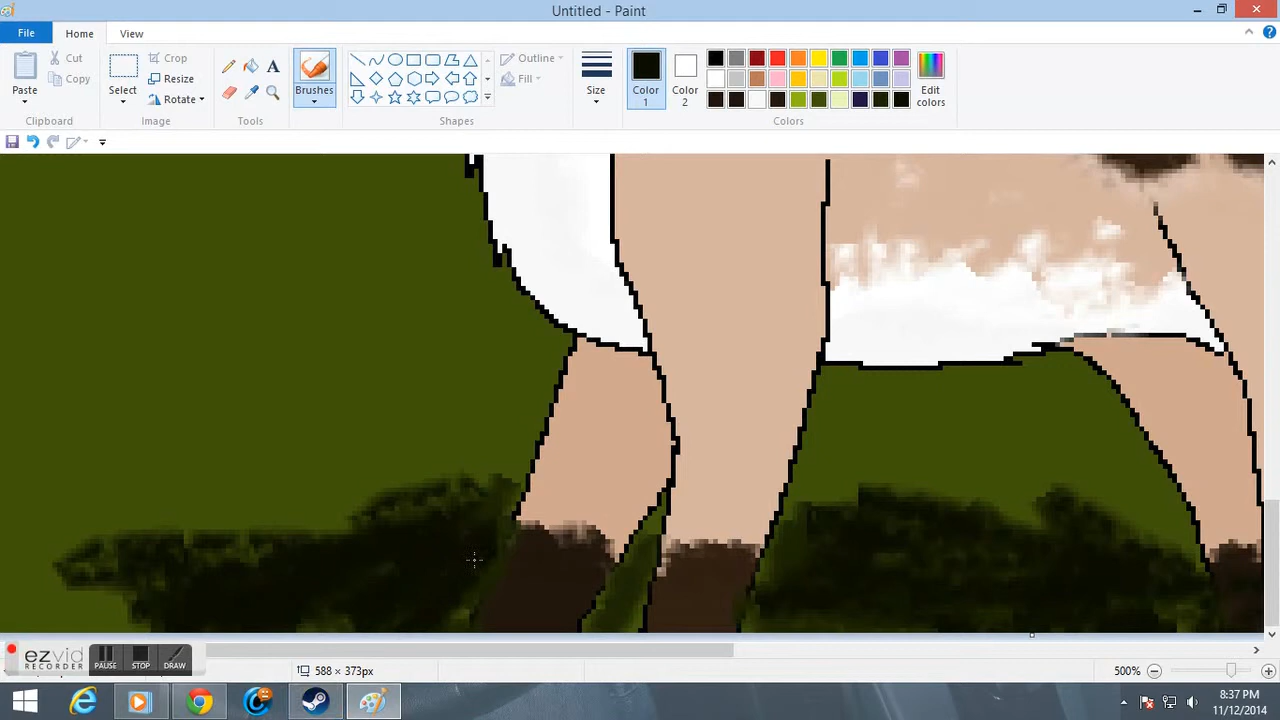 Untitled - Paint
File
Home
View
Cut
Copy
Paste
Clipboard
Crop
Resize
Rotate
Select
Image
A
Tools
Brushes
Outline
Fill
Shapes
Size
Color
1
Color
2
Edit
colors
Colors
ezvid
RECORDER
PAUSE
STOP
DRAW
588 × 373px
500%
8:37 PM
11/12/2014